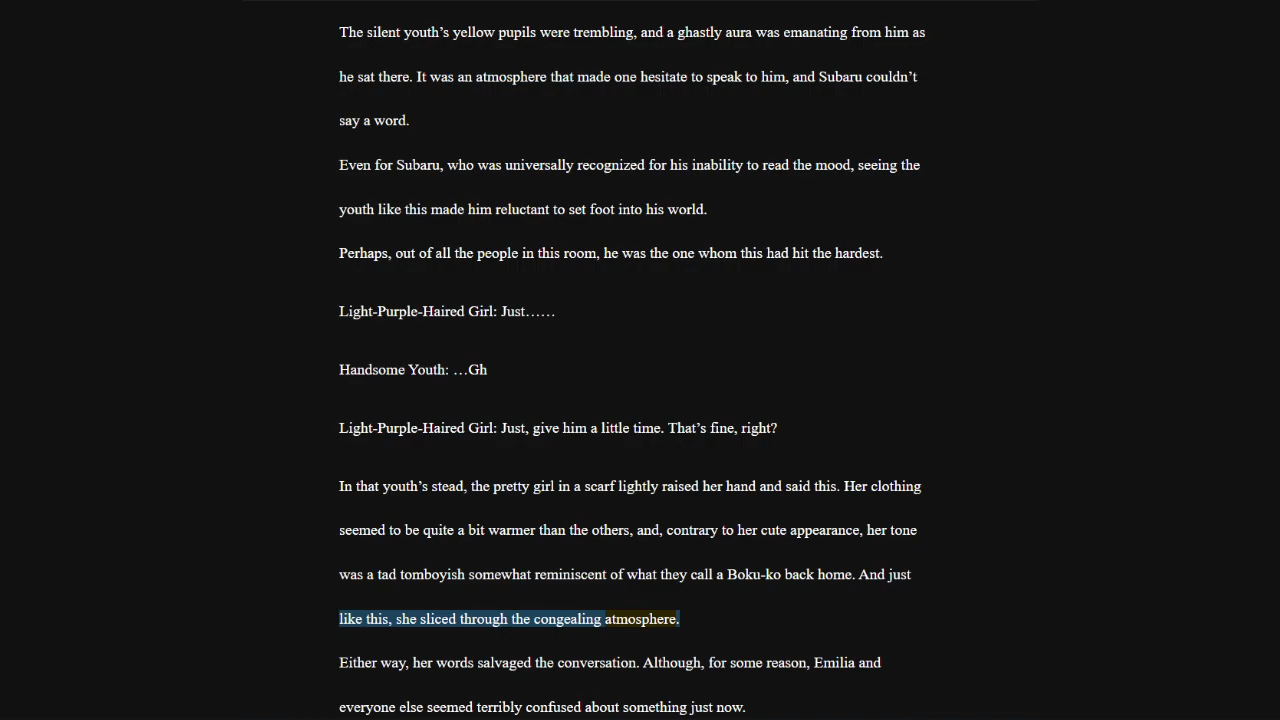 The silent youth’s yellow pupils were trembling, and a ghastly aura was emanating from him as
he sat there. It was an atmosphere that made one hesitate to speak to him, and Subaru couldn’t
say a word.
Even for Subaru, who was universally recognized for his inability to read the mood, seeing the
youth like this made him reluctant to set foot into his world.
Perhaps, out of all the people in this room, he was the one whom this had hit the hardest.
Light-Purple-Haired Girl: Just……
Handsome Youth: …Gh
Light-Purple-Haired Girl: Just, give him a little time. That’s fine, right?
In that youth’s stead, the pretty girl in a scarf lightly raised her hand and said this. Her clothing
seemed to be quite a bit warmer than the others, and, contrary to her cute appearance, her tone
was a tad tomboyish somewhat reminiscent of what they call a Boku-ko back home. And just
like this, she sliced through the congealing atmosphere.
Either way, her words salvaged the conversation. Although, for some reason, Emilia and
everyone else seemed terribly confused about something just now.